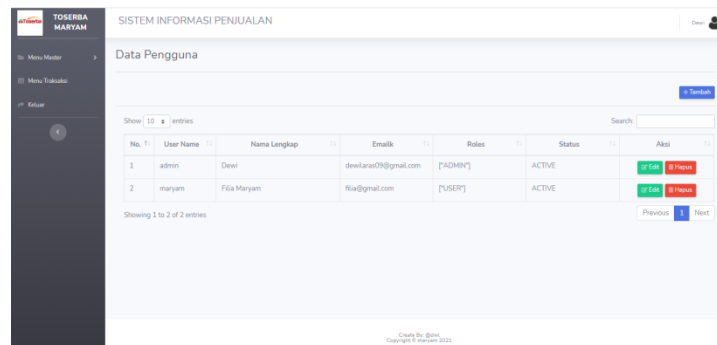 TOSERBA
MARYAM
SISTEM INFORMASI PENJUALAN
Dewi
Menu Master
Menu Traksaksi
Keluar
Data Pengguna
+ Tambah
Show 10 entries
Search:
No. User Name Nama Lengkap Emailk Roles Status Aksi
1 admin Dewi dewilaras09@gmail.com ["ADMIN"] ACTIVE Edit Hapus
2 maryam Filia Maryam filia@gmail.com ["USER"] ACTIVE Edit Hapus
Showing 1 to 2 of 2 entries
Previous 1 Next
Copyright © maryam 2021